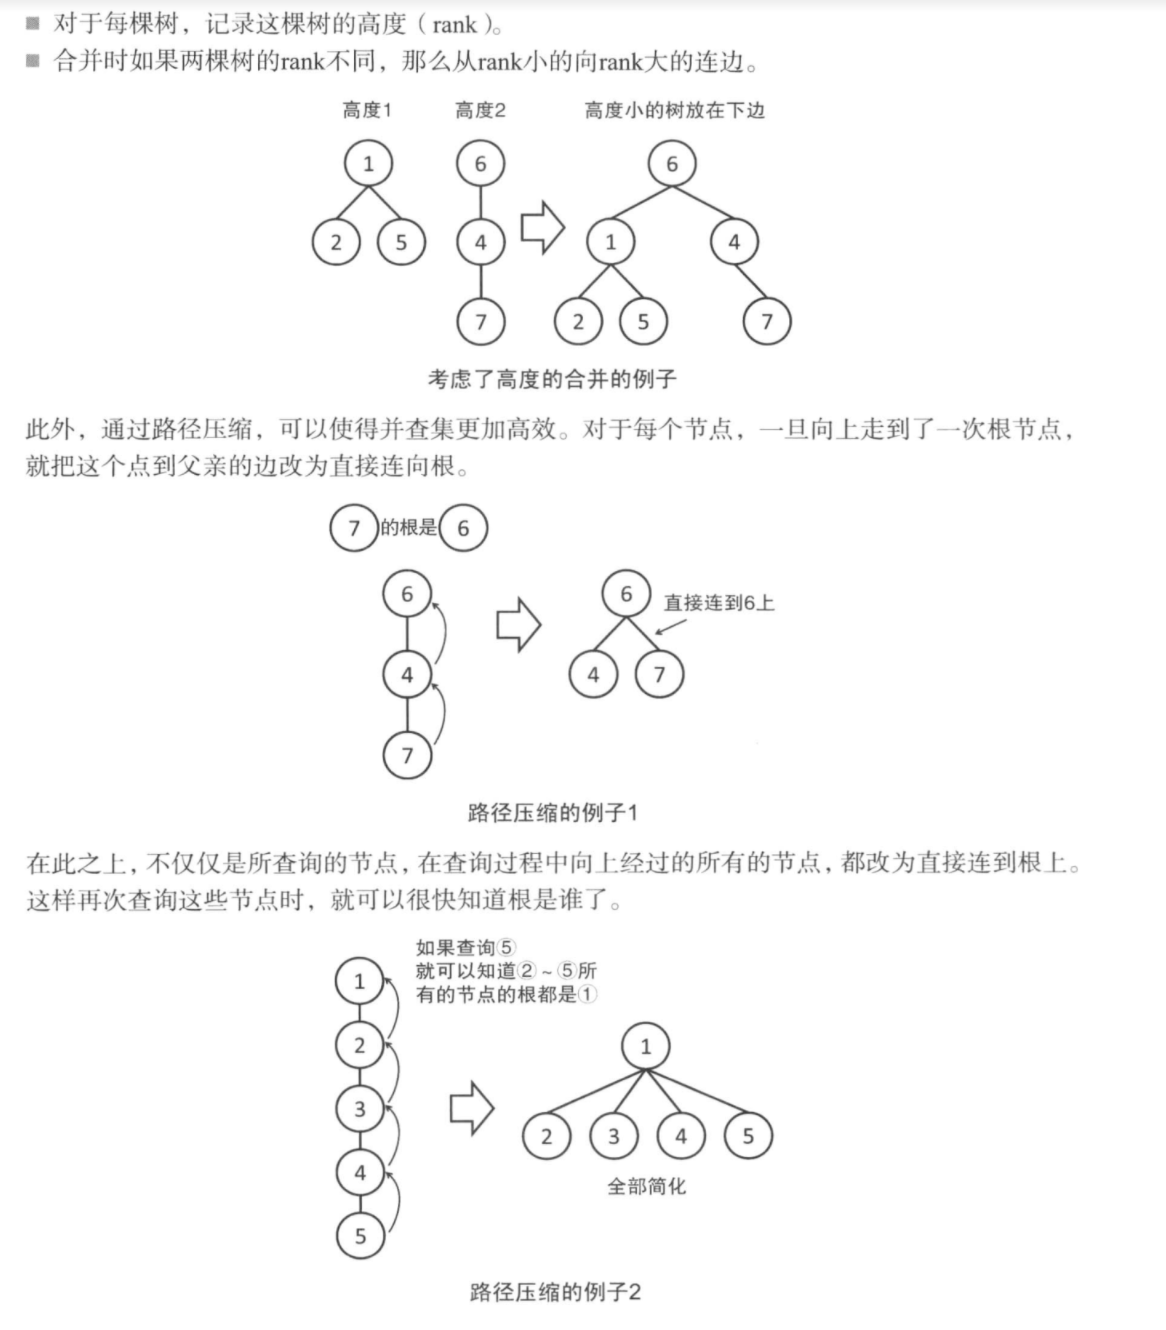 ■ 对于每棵树，记录这棵树的高度（rank）。
■ 合并时如果两棵树的rank不同，那么从rank小的向rank大的连边。
高度1 高度2 高度小的树放在下边
1 6 6
2 5 4 1 4
7 2 5 7
考虑了高度的合并的例子
此外，通过路径压缩，可以使得并查集更加高效。对于每个节点，一旦向上走到了一次根节点，
就把这个点到父亲的边改为直接连向根。
7 的根是 6
6 6 直接连到6上
4 4 7
7
路径压缩的例子1
在此之上，不仅仅是所查询的节点，在查询过程中向上经过的所有的节点，都改为直接连到根上。
这样再次查询这些节点时，就可以很快知道根是谁了。
如果查询⑤
就可以知道②~⑤所
有的节点的根都是①
1
2 1
3 2 3 4 5
4 全部简化
5
路径压缩的例子2